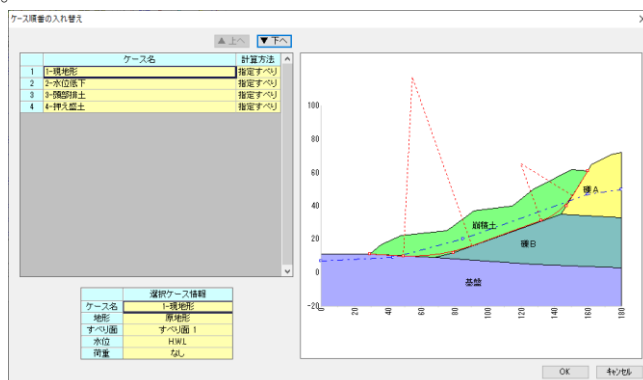 ケース順番の入れ替え
▲ 上へ ▼ 下へ
ケース名 計算方法
1 1-現地形 指定すべり
2 2-水位低下 指定すべり
3 3-頭部排土 指定すべり
4 4-押え盛土 指定すべり
選択ケース情報
ケース名 1-現地形
地形 原地形
すべり面 すべり面 1
水位 H.W.L
荷重 なし
100
80
60
40
20
0
-20
礫A
崩積土
礫B
基盤
0 20 40 60 80 100 120 140 160 180
OK キャンセル